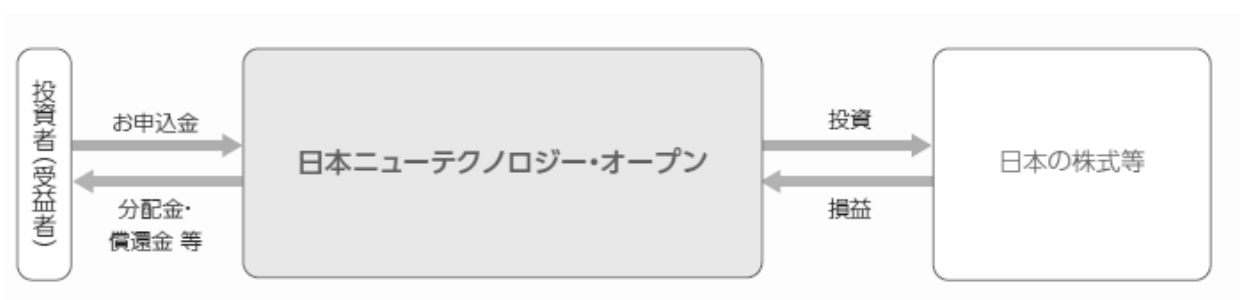 投資者(受益者)
お申込金
分配金・
償還金 等
日本ニューテクノロジー・オープン
投資
損益
日本の株式等